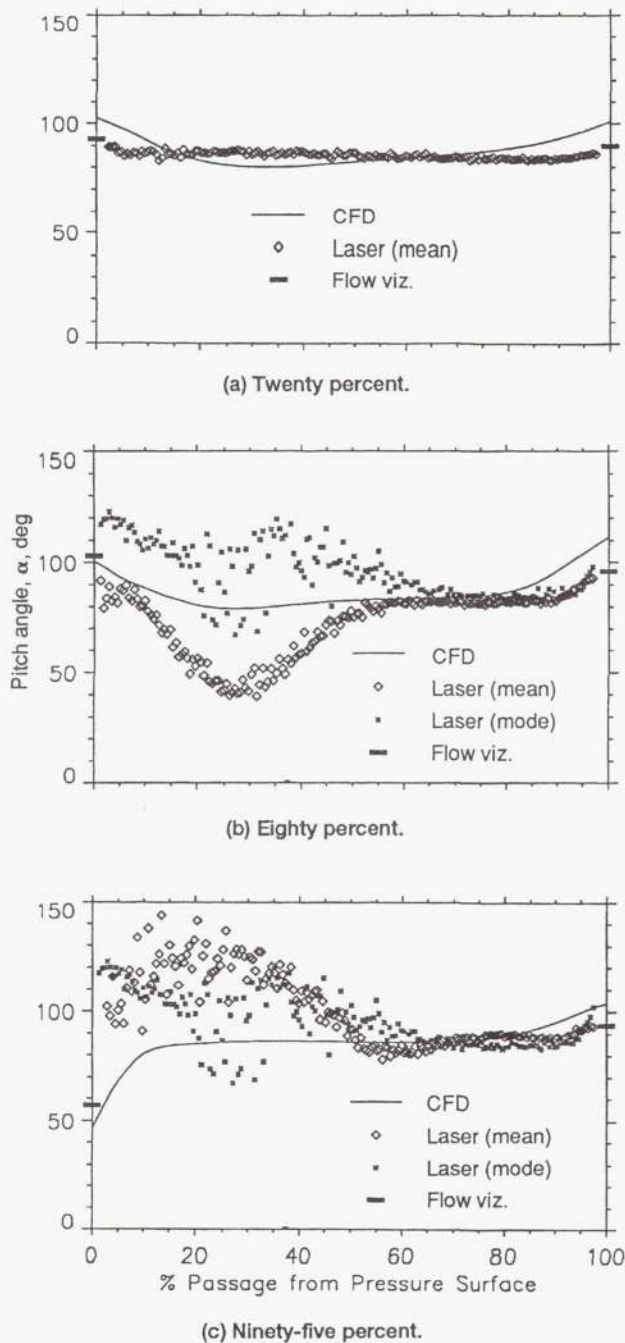 150
100
50
0
CFD
Laser (mean)
Flow viz.
(a) Twenty percent.
150
100
50
0
Pitch angle, α, deg
CFD
Laser (mean)
Laser (mode)
Flow viz.
(b) Eighty percent.
150
100
50
0
CFD
Laser (mean)
Laser (mode)
Flow viz.
0 20 40 60 80 100
% Passage from Pressure Surface
(c) Ninety-five percent.